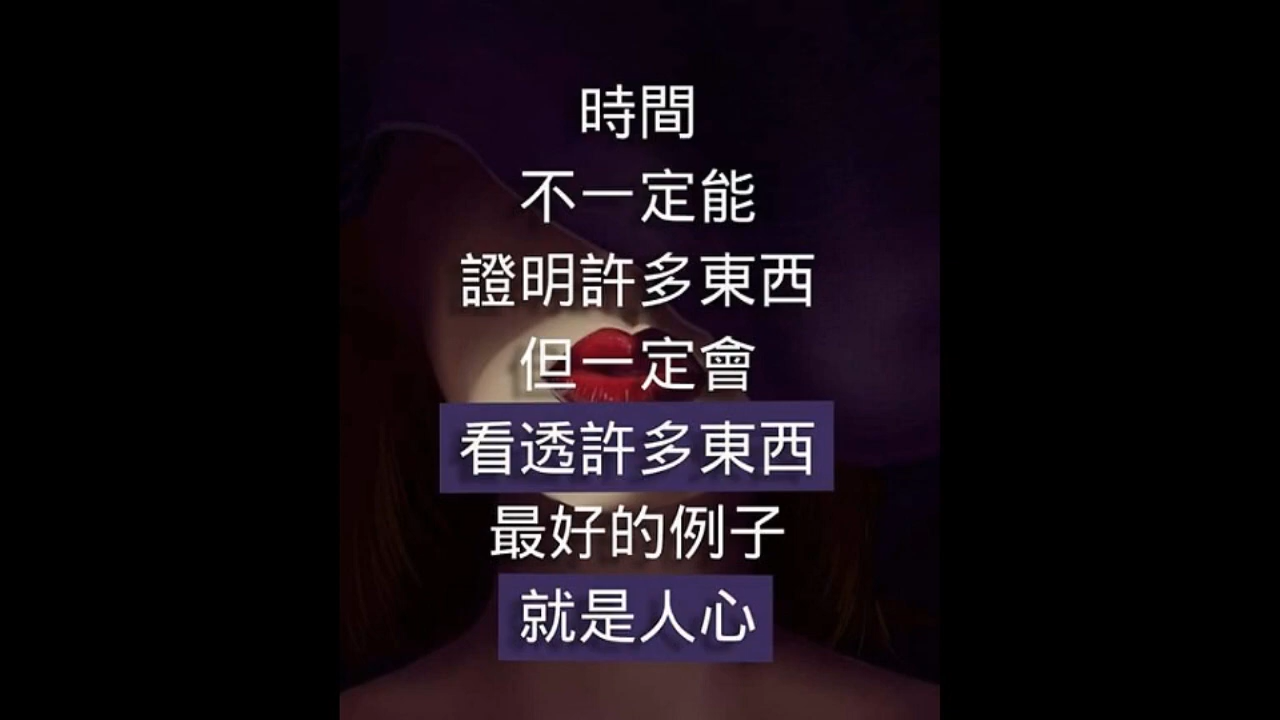 時間
不一定能
證明許多東西
但一定會
看透許多東西
最好的例子
就是人心